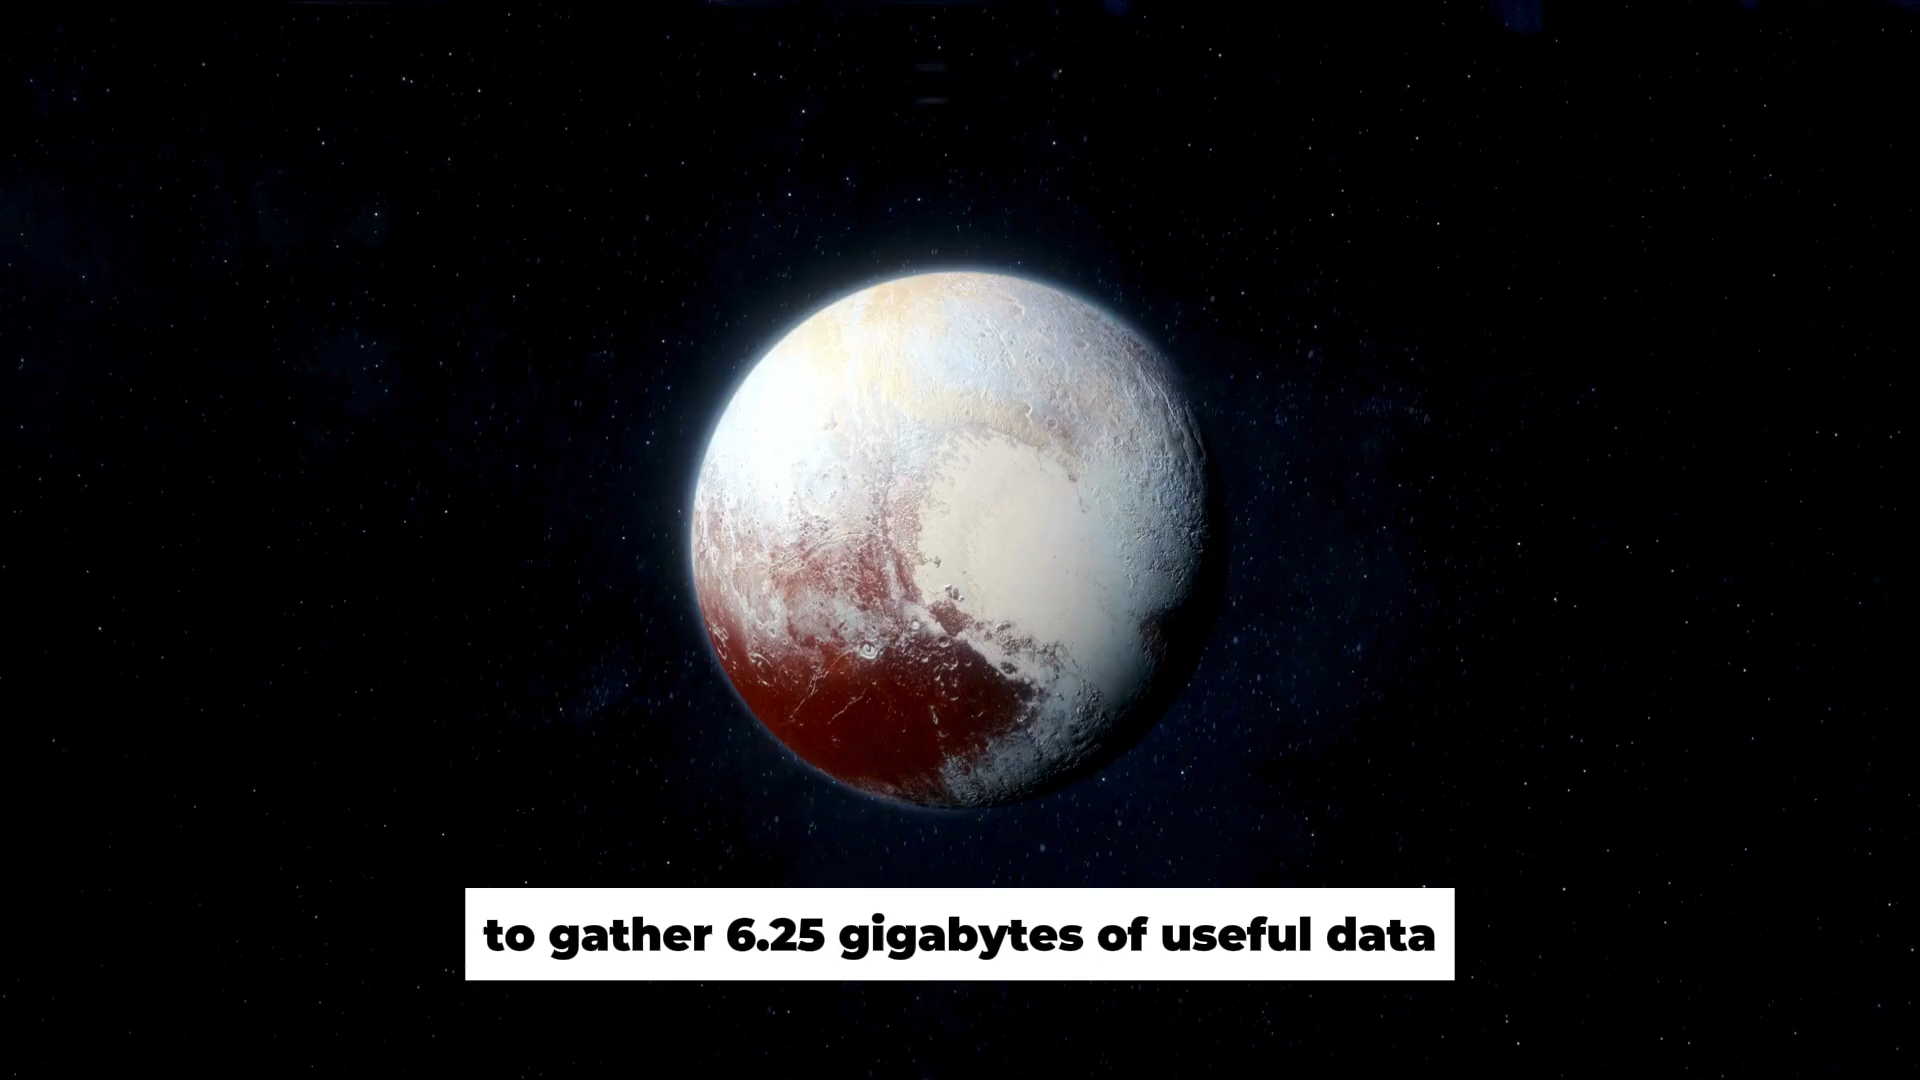 to gather 6.25 gigabytes of useful data